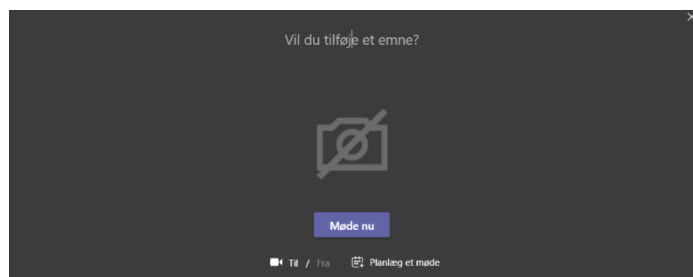 Vil du tilføje et emne?
Møde nu
Til / Fra Planlæg et møde